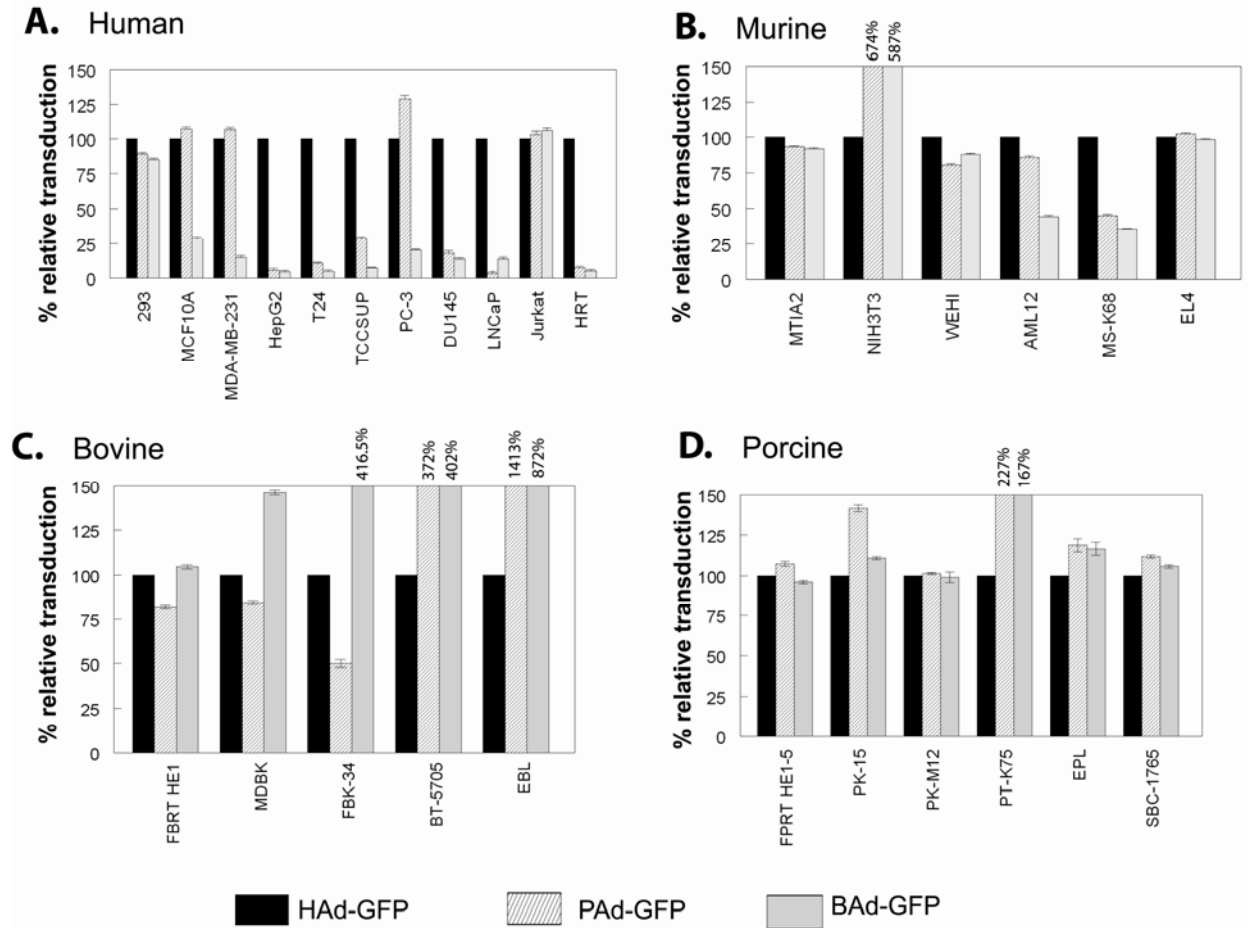 A. Human
% relative transduction
150
125
100
75
50
25
0
293
MCF10A
MDA-MB-231
HepG2
T24
TCCSUP
PC-3
DU145
LNCaP
Jurkat
HRT
B. Murine
674%
587%
% relative transduction
150
125
100
75
50
25
0
MTIA2
NIH3T3
WEHI
AML12
MS-K68
EL4
C. Bovine
416.5%
372%
402%
1413%
872%
% relative transduction
150
125
100
75
50
25
0
FBRT HE1
MDBK
FBK-34
BT-5705
EBL
D. Porcine
227%
167%
% relative transduction
150
125
100
75
50
25
0
FPRT HE1-5
PK-15
PK-M12
PT-K75
EPL
SBC-1765
HAd-GFP
PAd-GFP
BAd-GFP